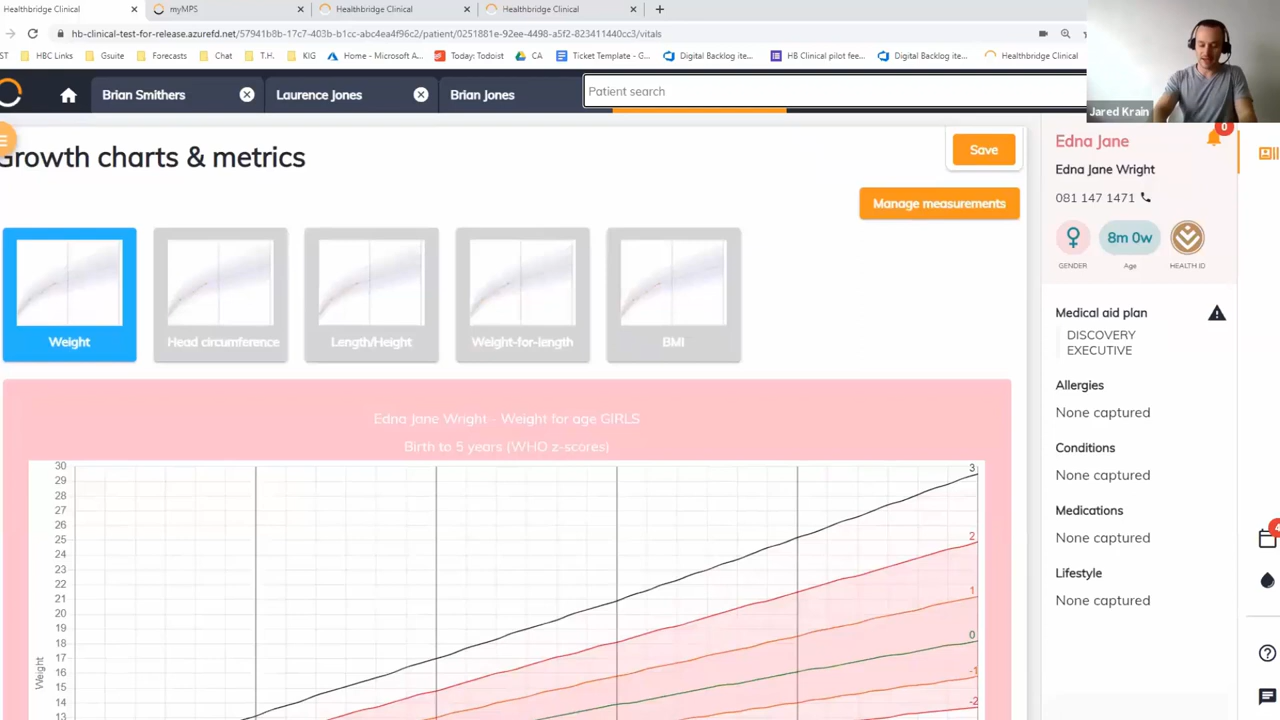 Healthbridge Clinical
myMPS
Healthbridge Clinical
Healthbridge Clinical
hb-clinical-test-for-release.azurefd.net/57941b8b-17c7-403b-b1cc-abc4ea4f96c2/patient/0251881e-92ee-4498-a5f2-823411440cc3/vitals
ST
HBC Links
Gsuite
Forecasts
Chat
T.H.
KIG
Home - Microsoft A...
Today: Todoist
CA
Ticket Template - G...
Digital Backlog ite...
HB Clinical pilot fee...
Digital Backlog ite...
Healthbridge Clinical
Brian Smithers
Laurence Jones
Brian Jones
Patient search
Jared Krain
Growth charts & metrics
Save
Manage measurements
Weight
Head circumference
Length/Height
Weight-for-length
BMI
Edna Jane Wright - Weight for age GIRLS
Birth to 5 years (WHO z-scores)
30
29
28
27
26
25
24
23
22
21
20
19
18
17
16
15
14
13
Weight
3
2
1
0
-1
-2
Edna Jane
0
Edna Jane Wright
081 147 1471
8m 0w
GENDER
Age
HEALTH ID
Medical aid plan
DISCOVERY
EXECUTIVE
Allergies
None captured
Conditions
None captured
Medications
None captured
Lifestyle
None captured
4